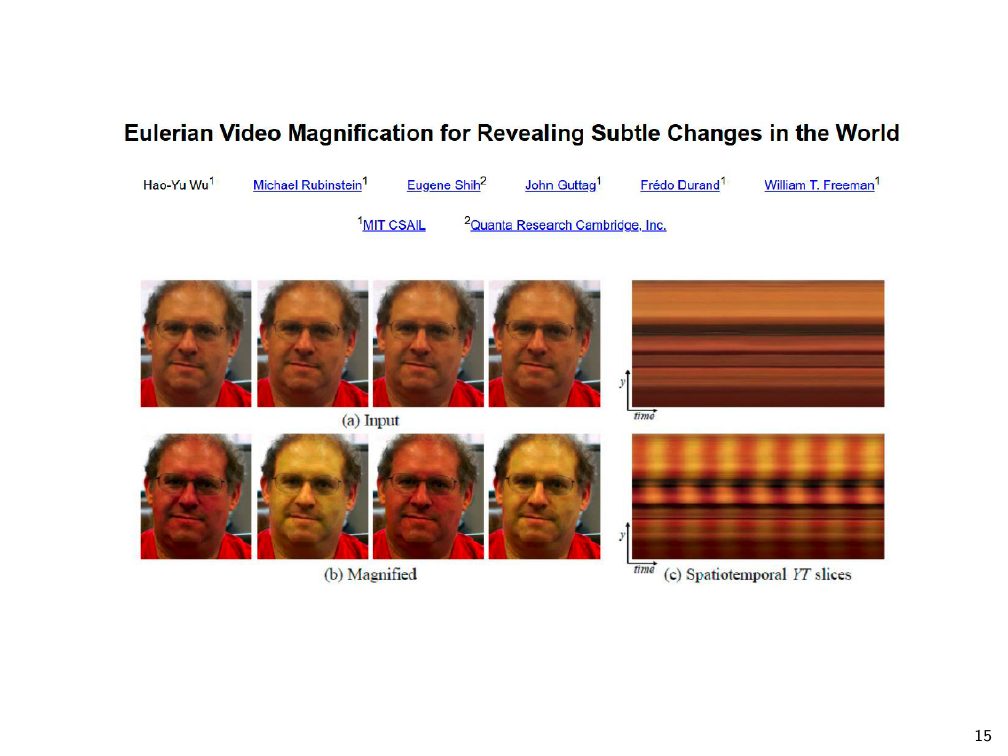 Eulerian Video Magnification for Revealing Subtle Changes in the World
Hao-Yu Wu1 Michael Rubinstein1 Eugene Shih2 John Guttag1 Frédo Durand1 William T. Freeman1
1MIT CSAIL 2Quanta Research Cambridge, Inc.
y
time
(a) Input
y
time
(b) Magnified
(c) Spatiotemporal YT slices
15